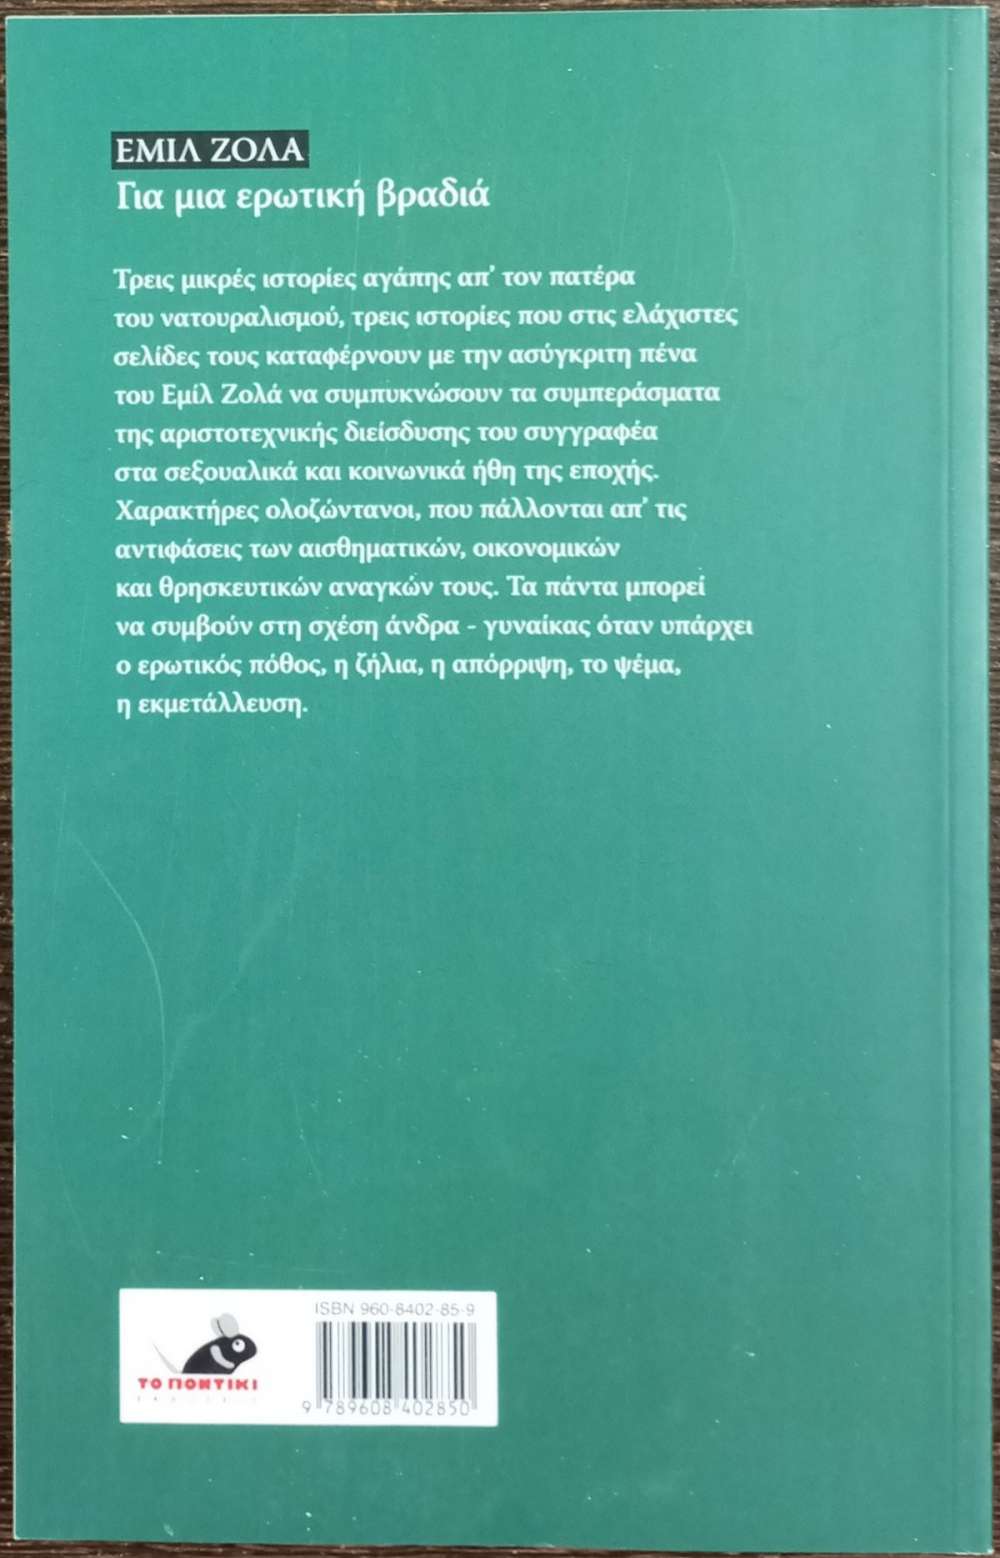 ΕΜΙΛ ΖΟΛΑ
Για μια ερωτική βραδιά
Τρεις μικρές ιστορίες αγάπης απ' τον πατέρα
του νατουραλισμού, τρεις ιστορίες που στις ελάχιστες
σελίδες τους καταφέρνουν με την ασύγκριτη πένα
του Εμίλ Ζολά να συμπυκνώσουν τα συμπεράσματα
της αριστοτεχνικής διείσδυσης του συγγραφέα
στα σεξουαλικά και κοινωνικά ήθη της εποχής.
Χαρακτήρες ολοζώντανοι, που πάλλονται απ' τις
αντιφάσεις των αισθηματικών, οικονομικών
και θρησκευτικών αναγκών τους. Τα πάντα μπορεί
να συμβούν στη σχέση άνδρα - γυναίκας όταν υπάρχει
ο ερωτικός πόθος, η ζήλια, η απόρριψη, το ψέμα,
η εκμετάλλευση.
ISBN 960-8402-85-9
ΤΟ ΠΟΝΤΙΚΙ
9 789608 402850